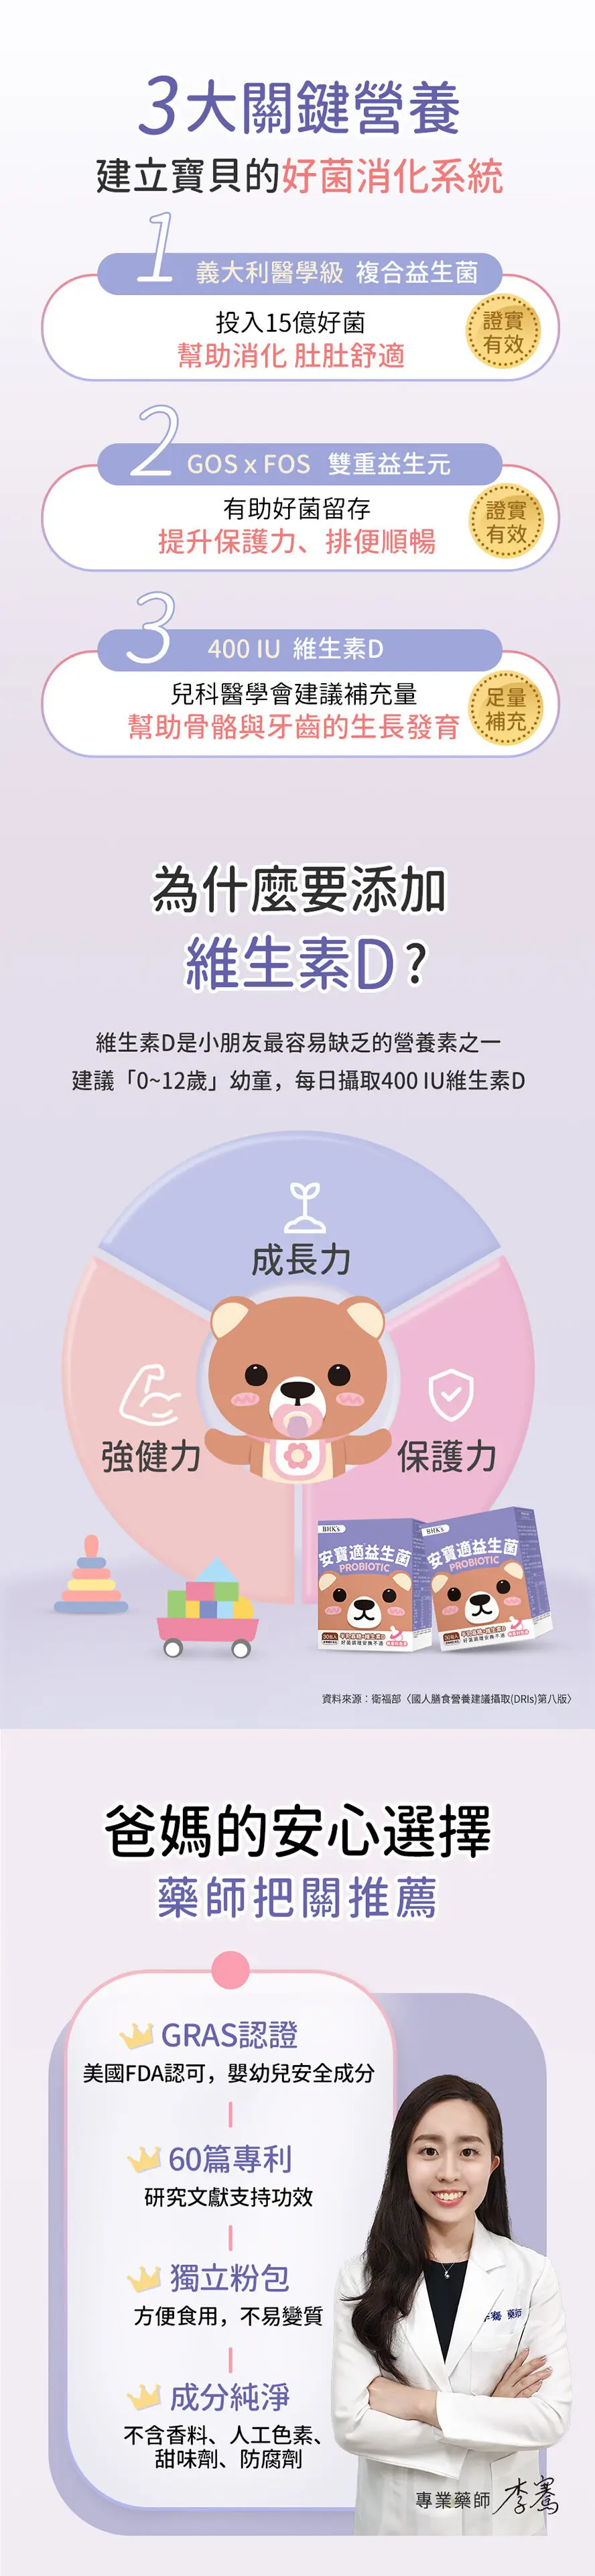 3大關鍵營養
建立寶貝的好菌消化系統
1
義大利醫學級 複合益生菌
投入15億好菌
幫助消化 肚肚舒適
證實
有效
2
GOS x FOS 雙重益生元
有助好菌留存
提升保護力、排便順暢
證實
有效
3
400 IU 維生素D
兒科醫學會建議補充量
幫助骨骼與牙齒的生長發育
足量
補充
為什麼要添加
維生素D?
維生素D是小朋友最容易缺乏的營養素之一
建議「0~12歲」幼童，每日攝取400 IU維生素D
成長力
強健力
保護力
BHK's
安寶適益生菌
PROBIOTIC
BHK's
安寶適益生菌
PROBIOTIC
資料來源：衛福部〈國人膳食營養建議攝取(DRIs)第八版〉
爸媽的安心選擇
藥師把關推薦
GRAS認證
美國FDA認可，嬰幼兒安全成分
60篇專利
研究文獻支持功效
獨立粉包
方便食用，不易變質
成分純淨
不含香料、人工色素、
甜味劑、防腐劑
藥師
專業藥師 李騫